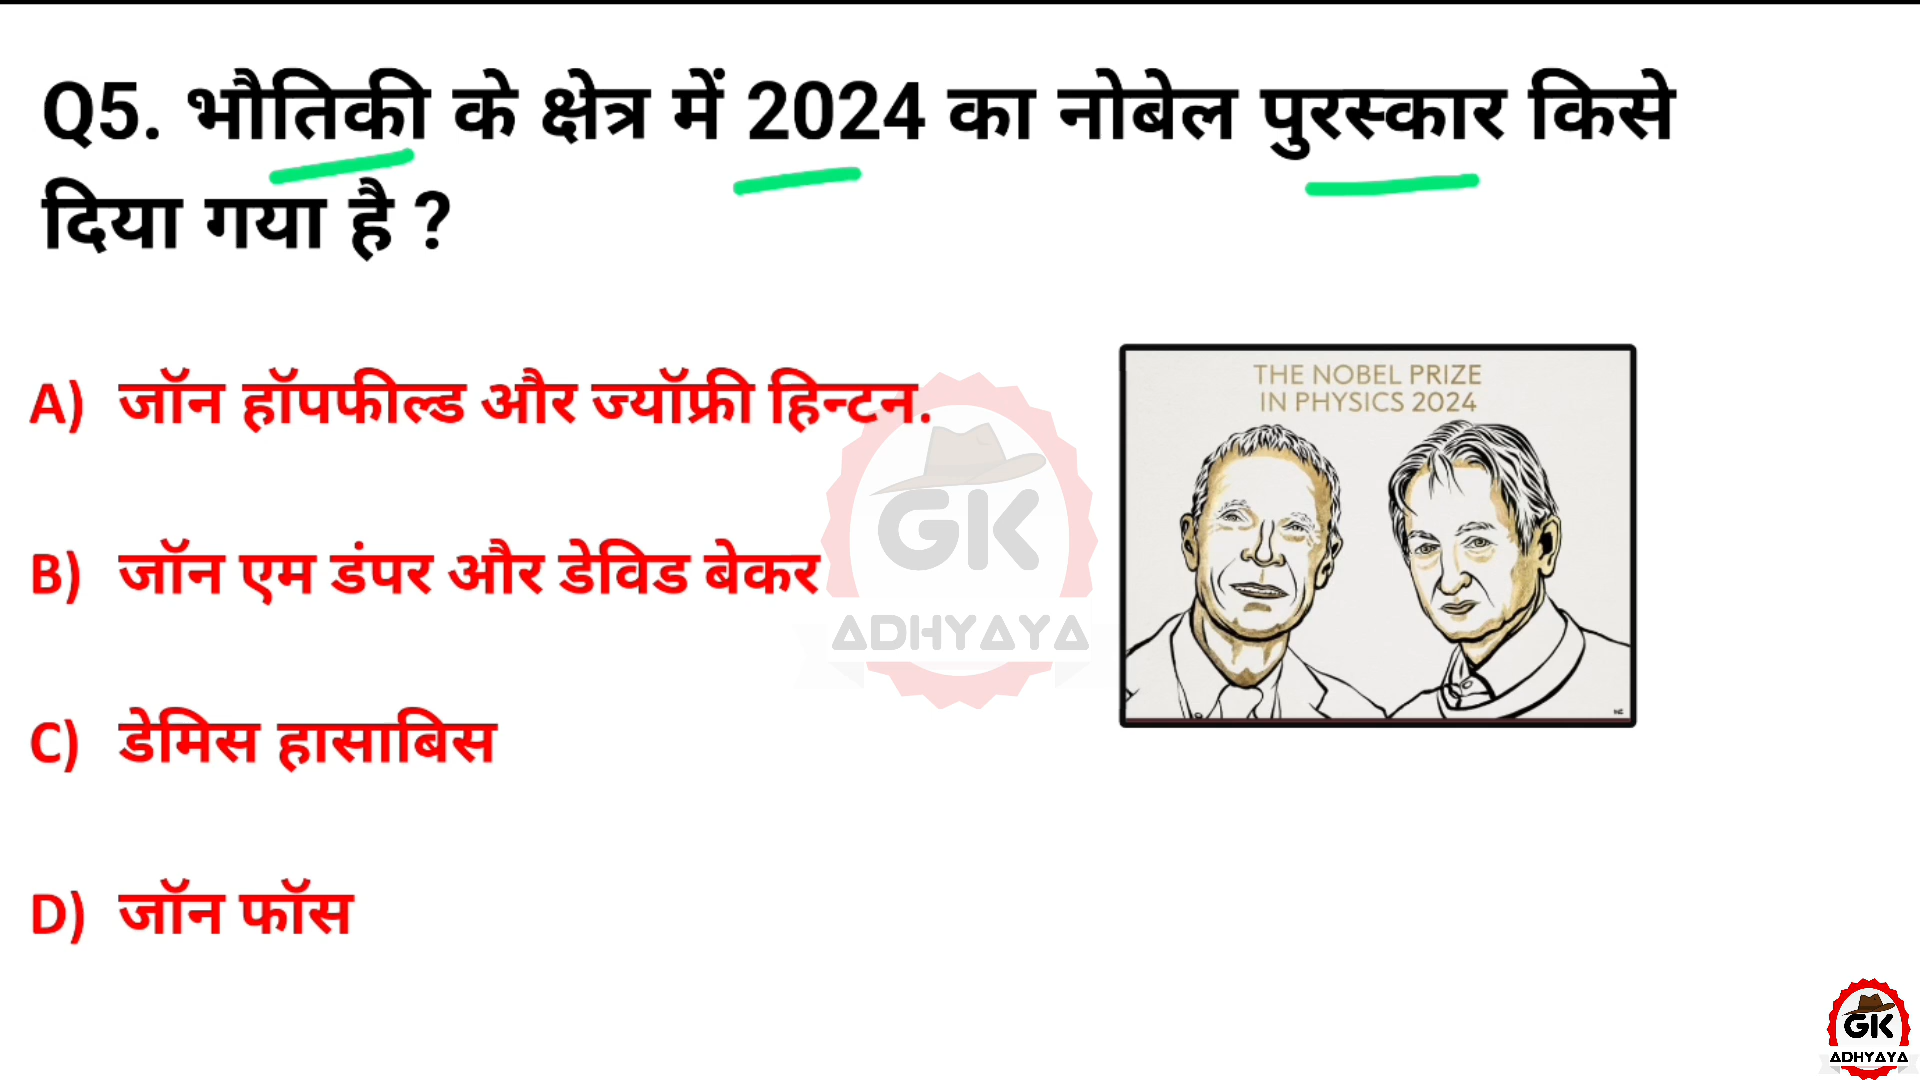 Q5. भौतिकी के क्षेत्र में 2024 का नोबेल पुरस्कार किसे
दिया गया है ?
A) जॉन हॉपफील्ड और ज्यॉफ्री हिन्टन.
THE NOBEL PRIZE
IN PHYSICS 2024
B) जॉन एम डंपर और डेविड बेकर
GK
ADHYAYA
C) डेमिस हासाबिस
D) जॉन फॉस
GK
ADHYAYA